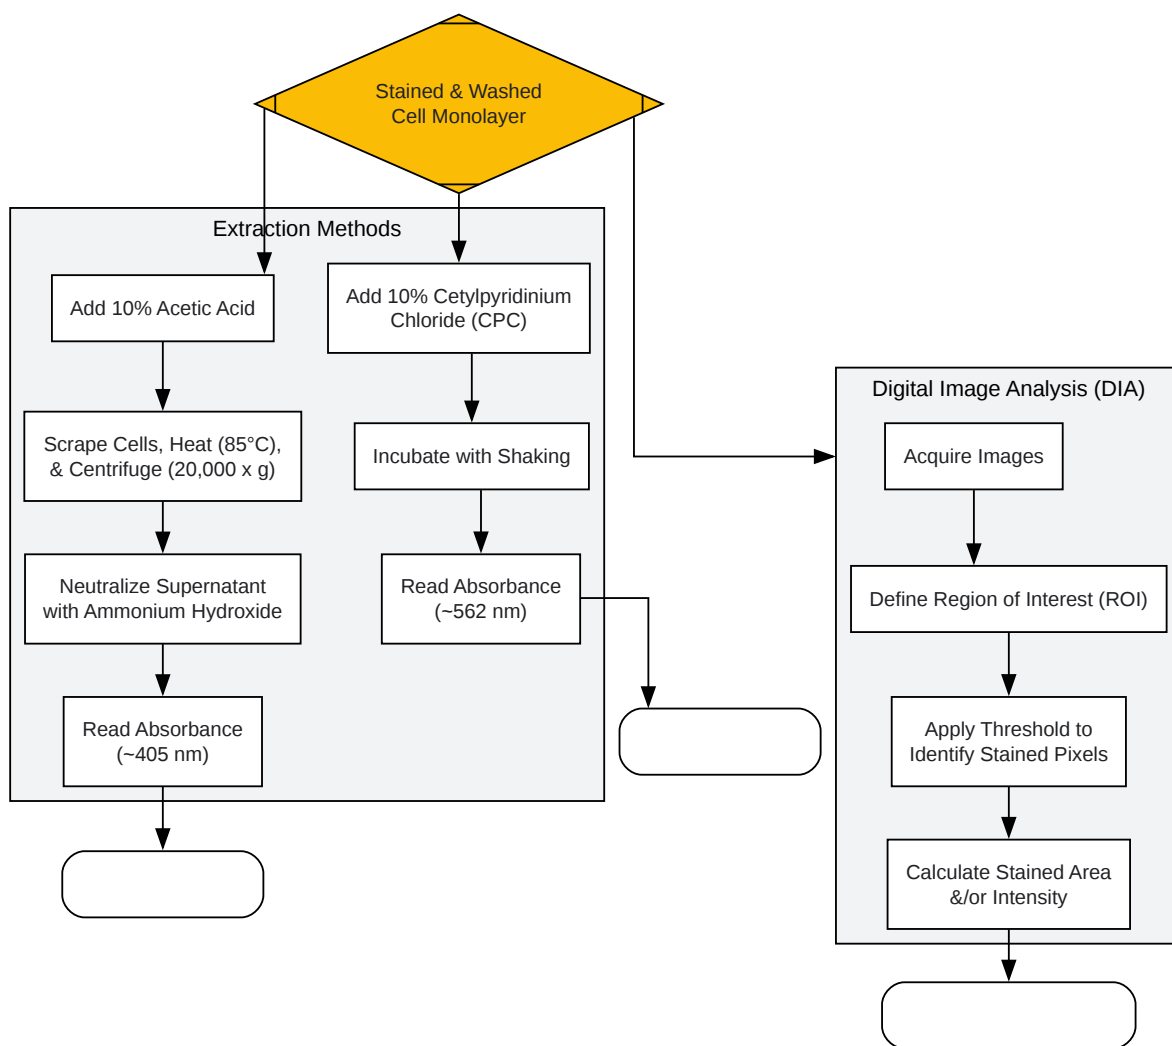 Stained & Washed
Cell Monolayer
Extraction Methods
Add 10% Acetic Acid
Add 10% Cetylpyridinium
Chloride (CPC)
Scrape Cells, Heat (85°C),
& Centrifuge (20,000 x g)
Incubate with Shaking
Neutralize Supernatant
with Ammonium Hydroxide
Read Absorbance
(~562 nm)
Read Absorbance
(~405 nm)
Digital Image Analysis (DIA)
Acquire Images
Define Region of Interest (ROI)
Apply Threshold to
Identify Stained Pixels
Calculate Stained Area
&/or Intensity